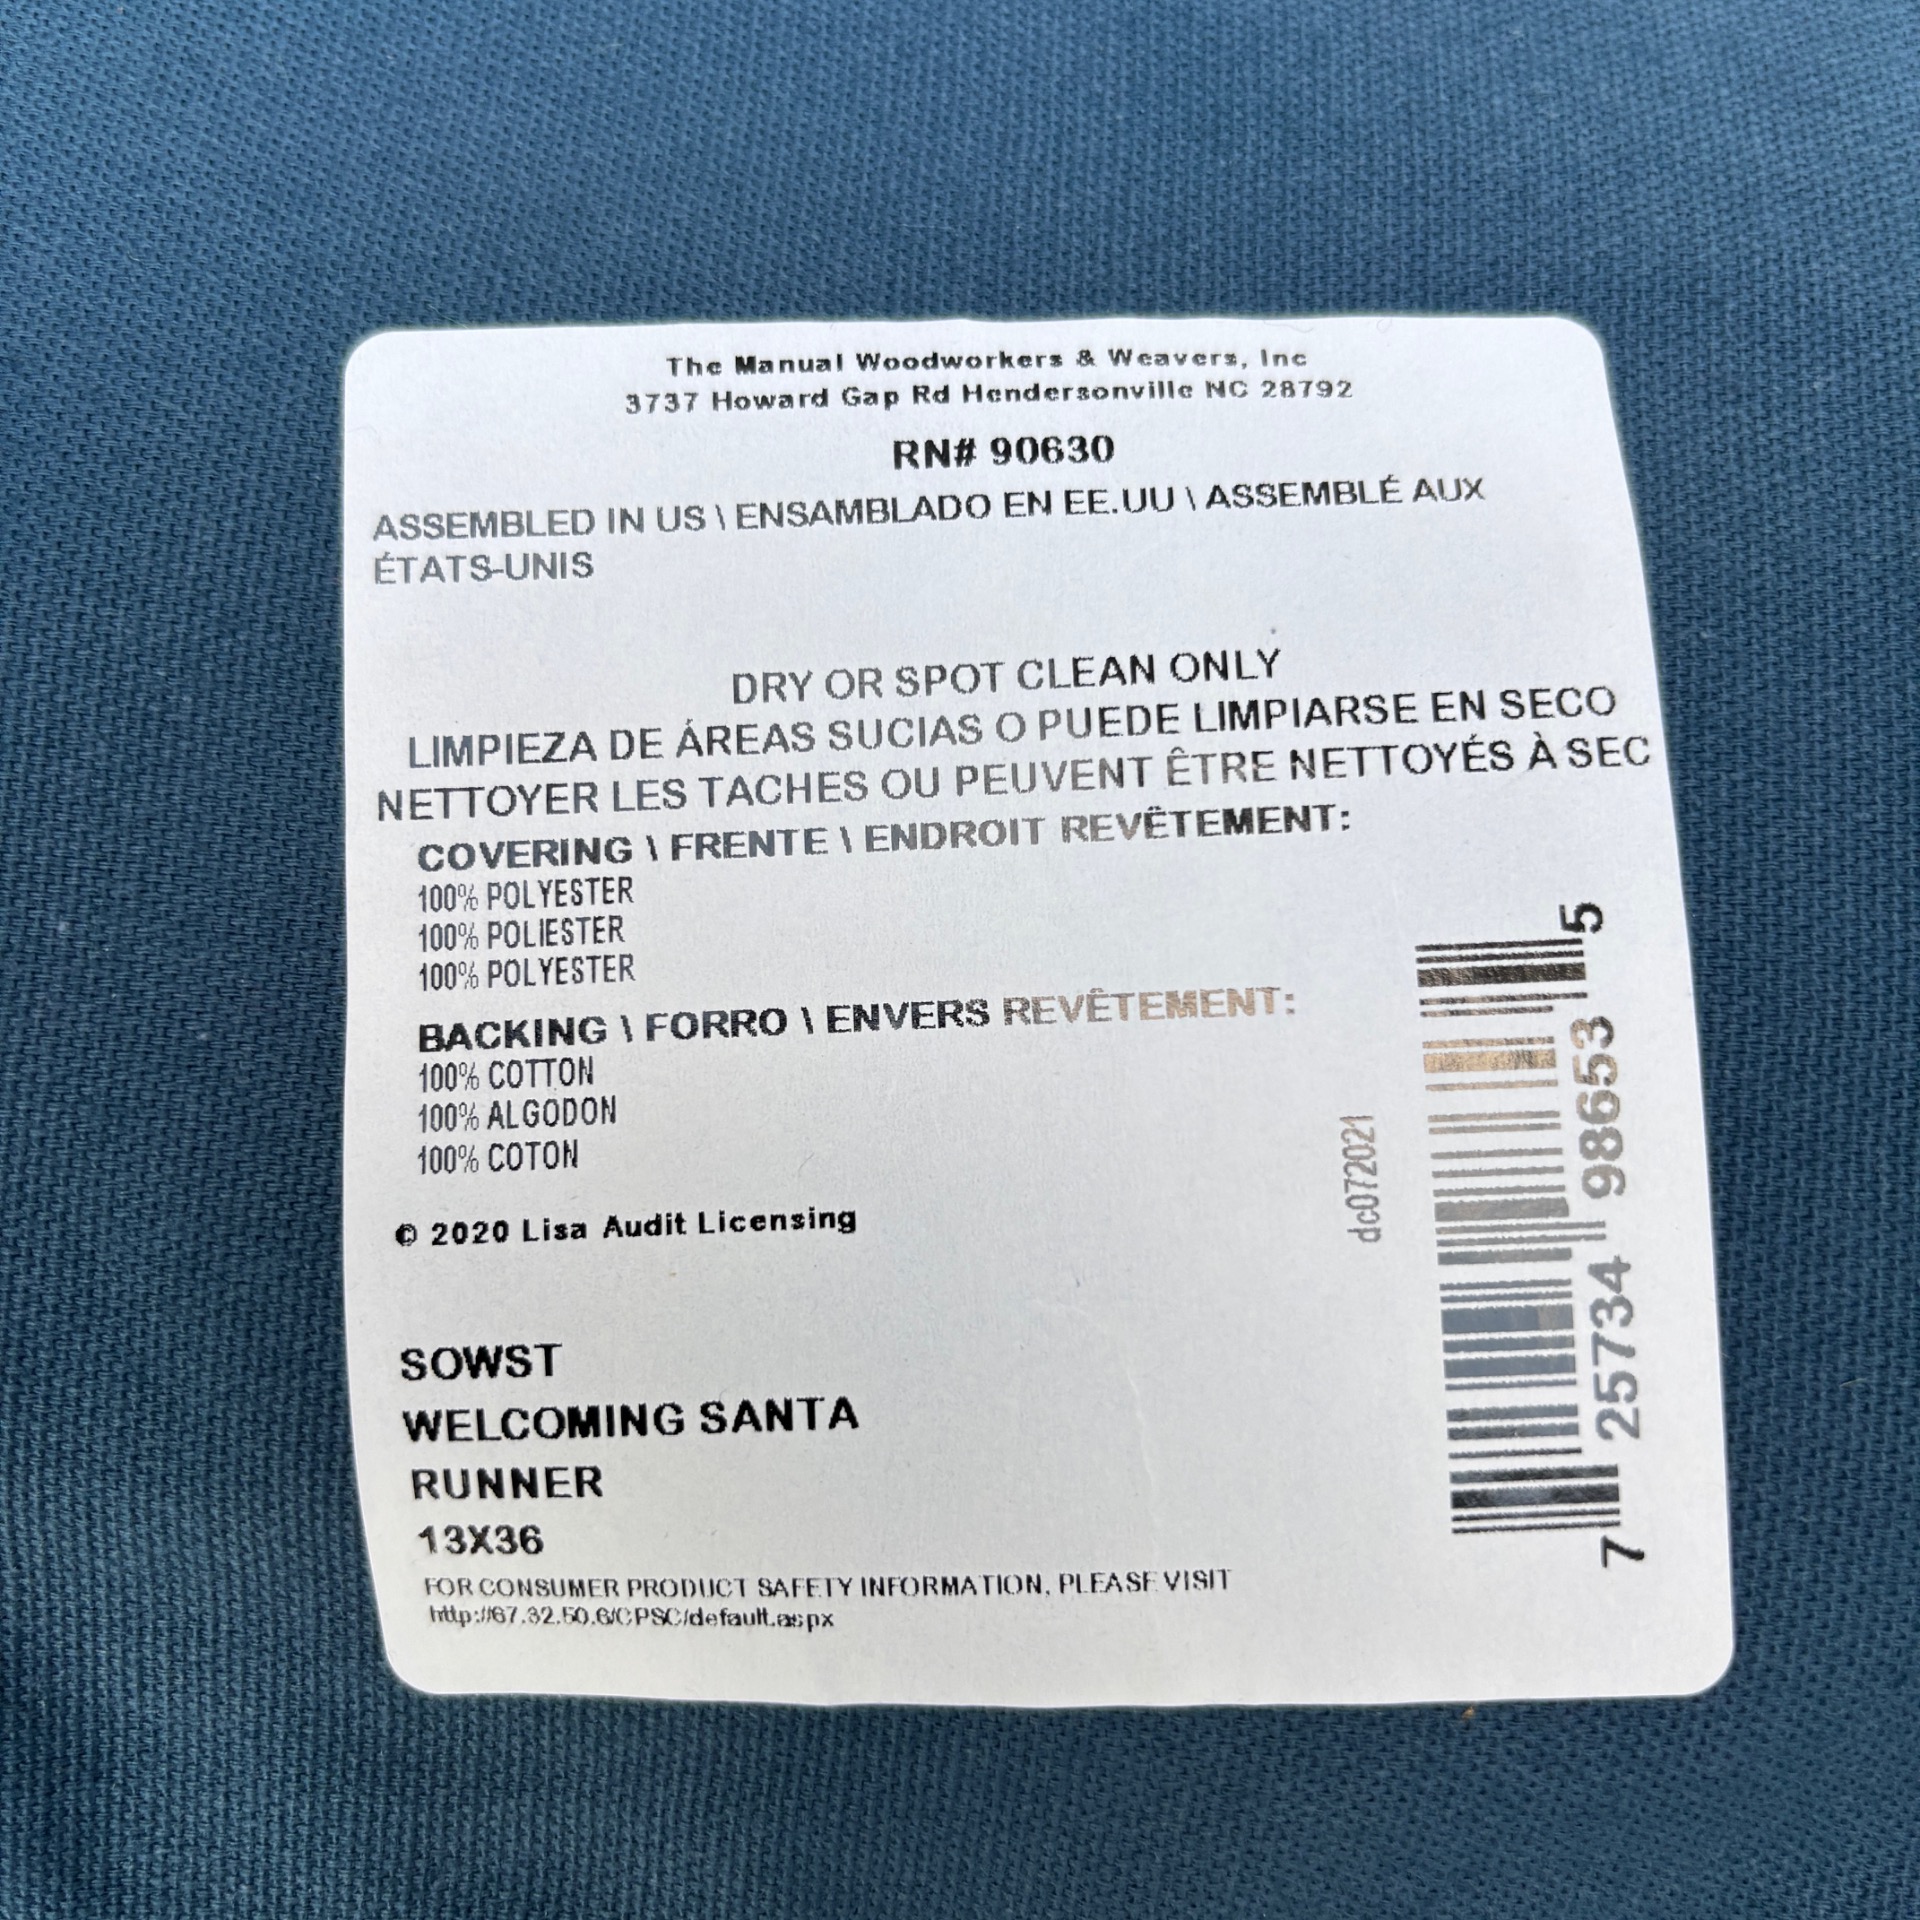 The Manual Woodworkers & Weavers, Inc
3737 Howard Gap Rd Hendersonville NC 28792
RN# 90630
ASSEMBLED IN US \ ENSAMBLADO EN EE.UU \ ASSEMBLÉ AUX
ÉTATS-UNIS
DRY OR SPOT CLEAN ONLY
LIMPIEZA DE ÁREAS SUCIAS O PUEDE LIMPIARSE EN SECO
NETTOYER LES TACHES OU PEUVENT ÊTRE NETTOYÉS À SEC
COVERING \ FRENTE \ ENDROIT REVÊTEMENT:
100% POLYESTER
100% POLIESTER
100% POLYESTER
BACKING \ FORRO \ ENVERS REVÊTEMENT:
100% COTTON
100% ALGODON
100% COTON
© 2020 Lisa Audit Licensing
SOWST
WELCOMING SANTA
RUNNER
13X36
FOR CONSUMER PRODUCT SAFETY INFORMATION, PLEASE VISIT
http://67.32.50.6/CPSC/default.aspx
dc072021
7 25734 98653 5